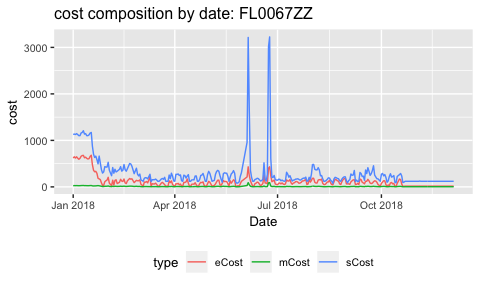 cost composition by date: FL0067ZZ
3000
2000
1000
0
cost
Jan 2018 Apr 2018 Jul 2018 Oct 2018
Date
type eCost mCost sCost